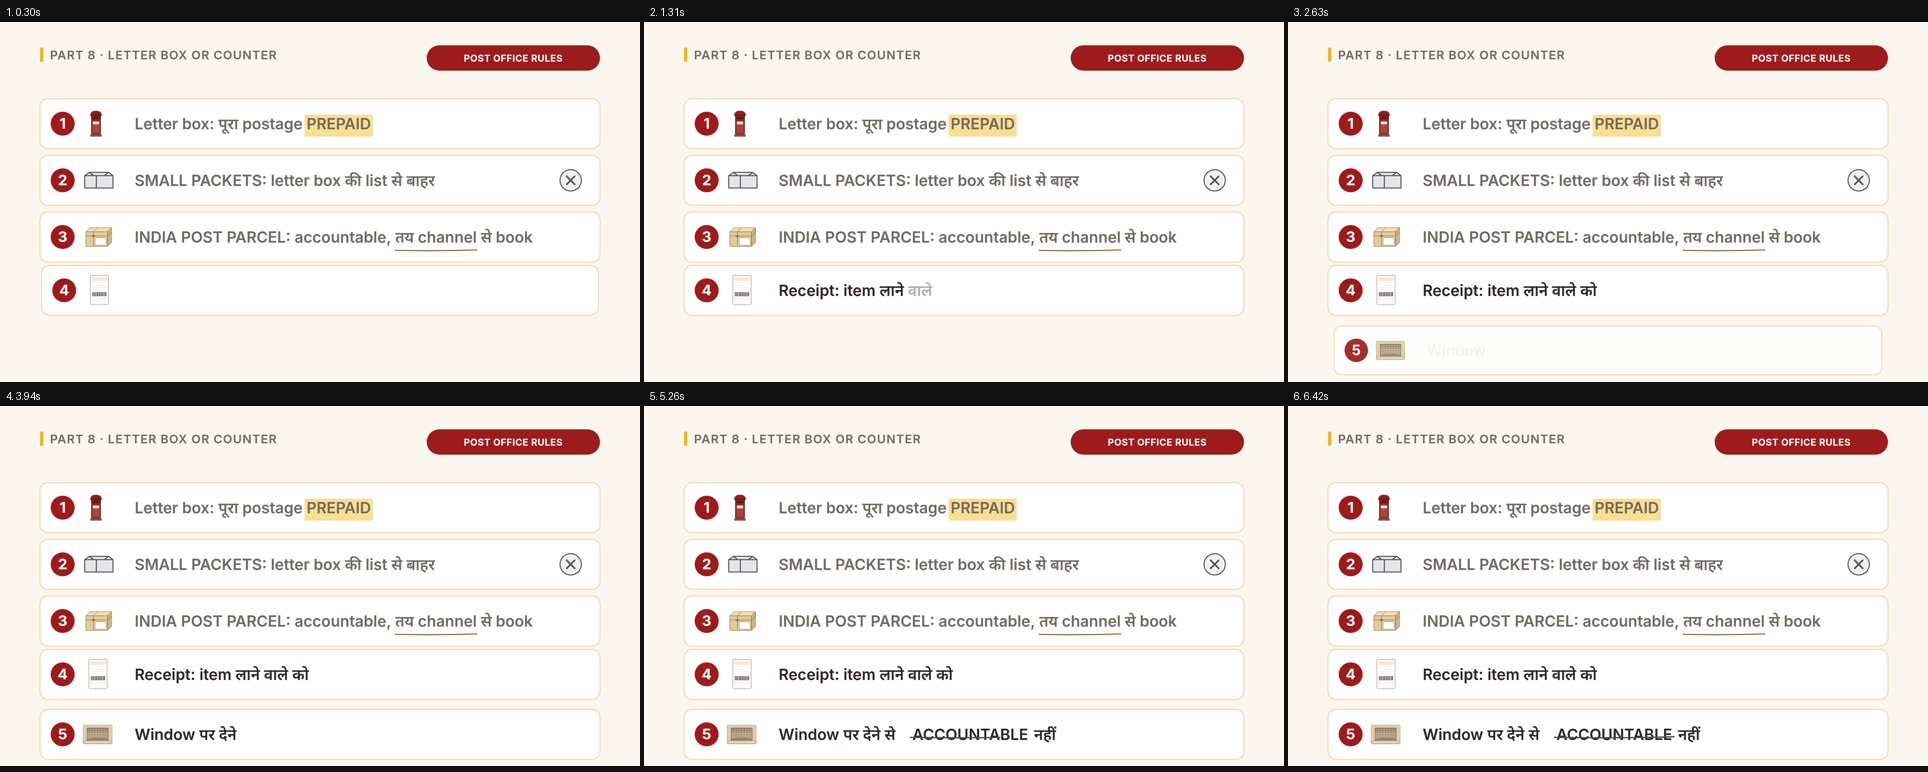 1. 0.30s
PART 8 · LETTER BOX OR COUNTER
POST OFFICE RULES
1 Letter box: पूरा postage PREPAID
2 SMALL PACKETS: letter box की list से बाहर
3 INDIA POST PARCEL: accountable, तय channel से book
4
2. 1.31s
PART 8 · LETTER BOX OR COUNTER
POST OFFICE RULES
1 Letter box: पूरा postage PREPAID
2 SMALL PACKETS: letter box की list से बाहर
3 INDIA POST PARCEL: accountable, तय channel से book
4 Receipt: item लाने वाले
3. 2.63s
PART 8 · LETTER BOX OR COUNTER
POST OFFICE RULES
1 Letter box: पूरा postage PREPAID
2 SMALL PACKETS: letter box की list से बाहर
3 INDIA POST PARCEL: accountable, तय channel से book
4 Receipt: item लाने वाले को
5 Window
4. 3.94s
PART 8 · LETTER BOX OR COUNTER
POST OFFICE RULES
1 Letter box: पूरा postage PREPAID
2 SMALL PACKETS: letter box की list से बाहर
3 INDIA POST PARCEL: accountable, तय channel से book
4 Receipt: item लाने वाले को
5 Window पर देने
5. 5.26s
PART 8 · LETTER BOX OR COUNTER
POST OFFICE RULES
1 Letter box: पूरा postage PREPAID
2 SMALL PACKETS: letter box की list से बाहर
3 INDIA POST PARCEL: accountable, तय channel से book
4 Receipt: item लाने वाले को
5 Window पर देने से ACCOUNTABLE नहीं
6. 6.42s
PART 8 · LETTER BOX OR COUNTER
POST OFFICE RULES
1 Letter box: पूरा postage PREPAID
2 SMALL PACKETS: letter box की list से बाहर
3 INDIA POST PARCEL: accountable, तय channel से book
4 Receipt: item लाने वाले को
5 Window पर देने से ACCOUNTABLE नहीं